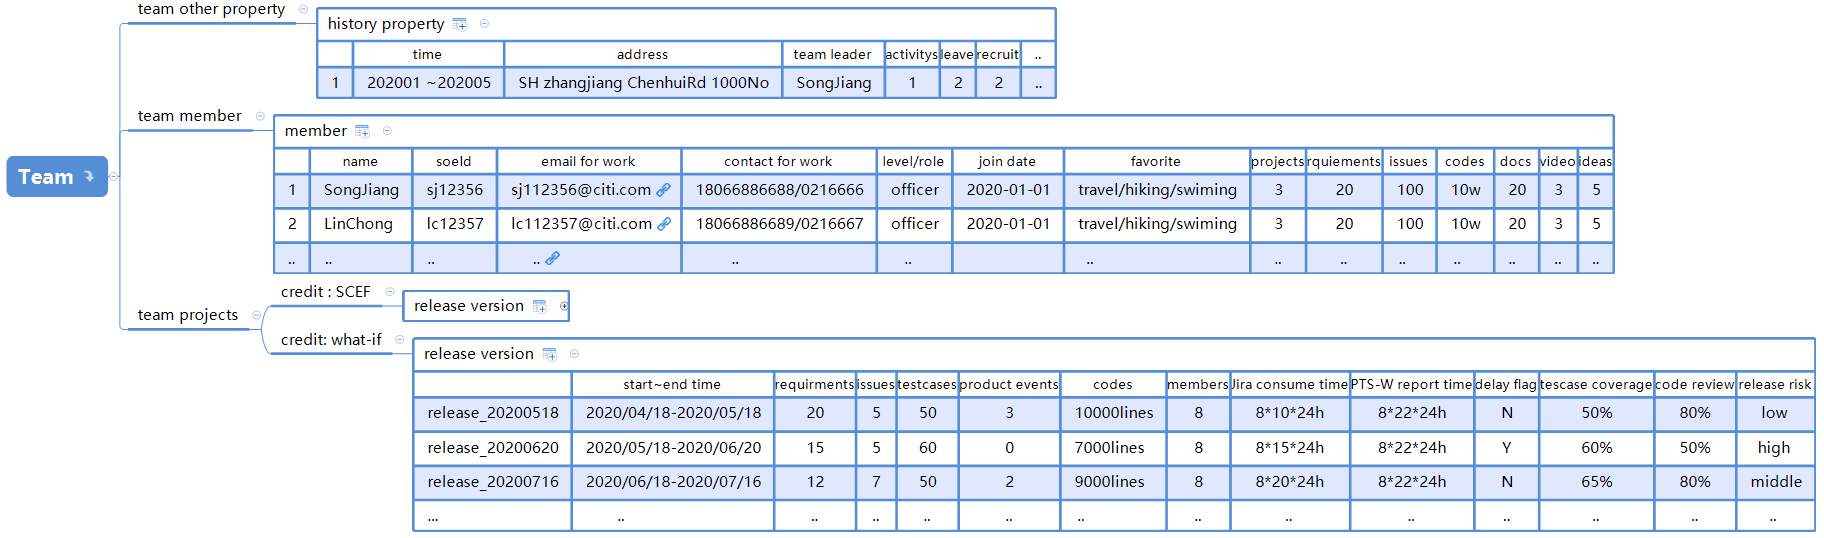 team other property
history property
time address team leader activitys leave recruit ..
1 202001 ~202005 SH zhangjiang ChenhuiRd 1000No SongJiang 1 2 2 ..
team member
member
name soeId email for work contact for work level/role join date favorite projects rquiements issues codes docs video ideas
1 SongJiang sj12356 sj112356@citi.com 18066886688/0216666 officer 2020-01-01 travel/hiking/swiming 3 20 100 10w 20 3 5
2 LinChong lc12357 lc112357@citi.com 18066886689/0216667 officer 2020-01-01 travel/hiking/swiming 3 20 100 10w 20 3 5
.. .. .. .. .. .. .. .. .. .. .. .. .. ..
Team
team projects
credit : SCEF
release version
credit: what-if
release version
start~end time requirments issues testcases product events codes members Jira consume time PTS-W report time delay flag tescase coverage code review release risk
release_20200518 2020/04/18-2020/05/18 20 5 50 3 10000lines 8 8*10*24h 8*22*24h N 50% 80% low
release_20200620 2020/05/18-2020/06/20 15 5 60 0 7000lines 8 8*15*24h 8*22*24h Y 60% 50% high
release_20200716 2020/06/18-2020/07/16 12 7 50 2 9000lines 8 8*20*24h 8*22*24h N 65% 80% middle
... .. .. .. .. .. .. .. .. .. .. .. .. ..